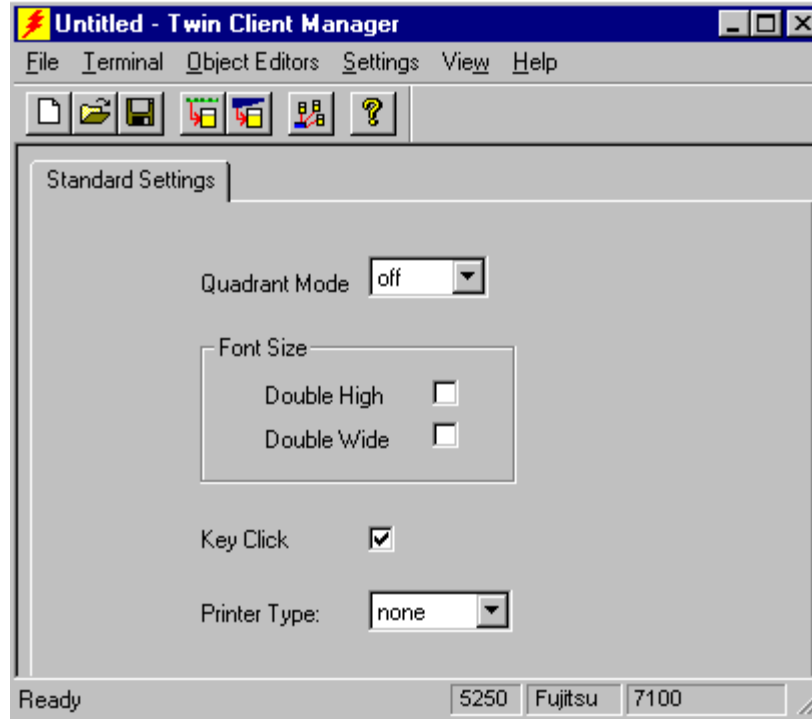 Untitled - Twin Client Manager
File Terminal Object Editors Settings View Help
Standard Settings
Quadrant Mode off
Font Size
Double High
Double Wide
Key Click
Printer Type: none
Ready 5250 Fujitsu 7100